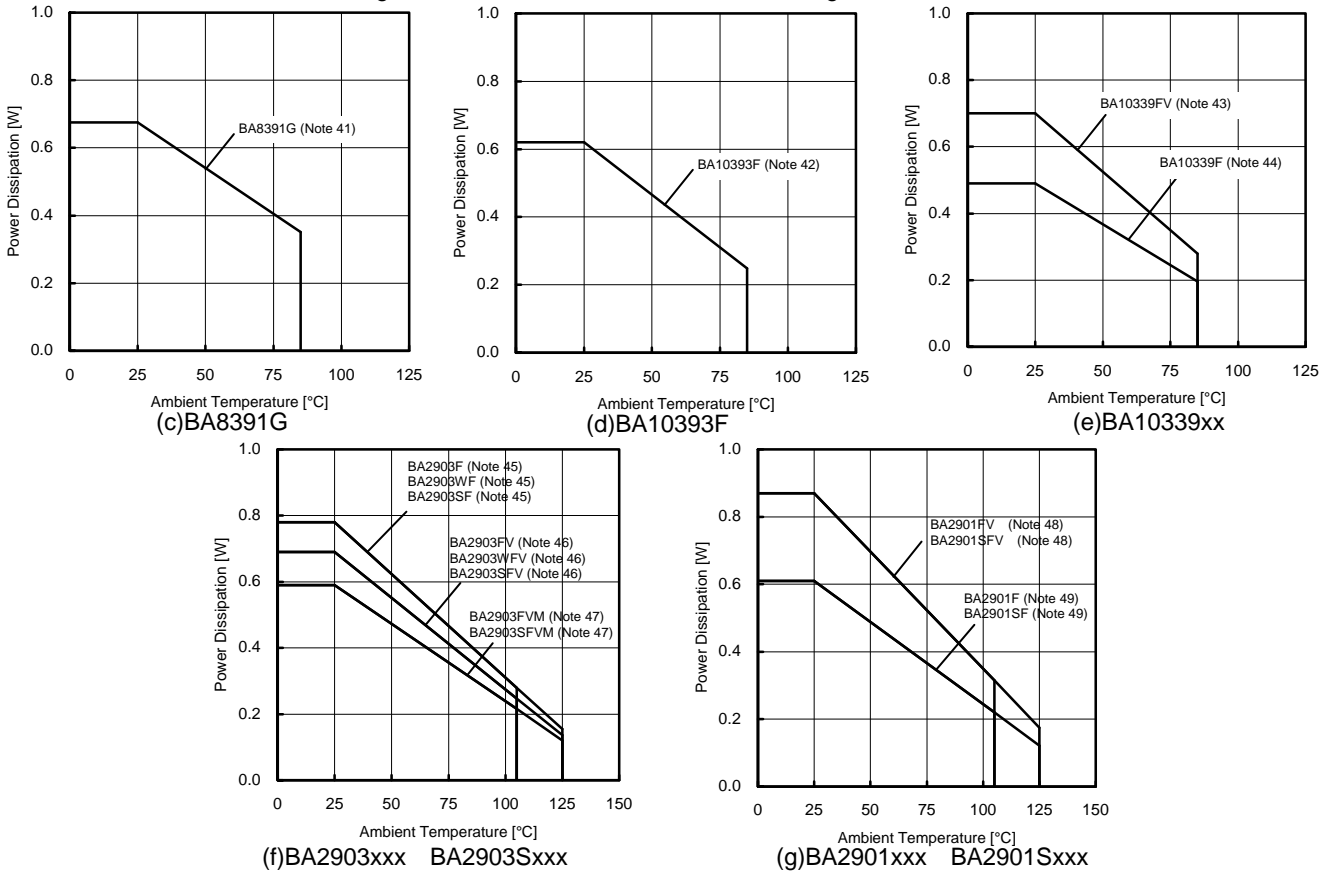 1.0
0.8
0.6
0.4
0.2
0.0
Power Dissipation [W]
BA8391G (Note 41)
0 25 50 75 100 125
Ambient Temperature [°C]
(c)BA8391G
1.0
0.8
0.6
0.4
0.2
0.0
Power Dissipation [W]
BA10393F (Note 42)
0 25 50 75 100 125
Ambient Temperature [°C]
(d)BA10393F
1.0
0.8
0.6
0.4
0.2
0.0
Power Dissipation [W]
BA10339FV (Note 43)
BA10339F (Note 44)
0 25 50 75 100 125
Ambient Temperature [°C]
(e)BA10339xx
1.0
0.8
0.6
0.4
0.2
0.0
Power Dissipation [W]
BA2903F (Note 45)
BA2903WF (Note 45)
BA2903SF (Note 45)
BA2903FV (Note 46)
BA2903WFV (Note 46)
BA2903SFV (Note 46)
BA2903FVM (Note 47)
BA2903SFVM (Note 47)
0 25 50 75 100 125 150
Ambient Temperature [°C]
(f)BA2903xxx BA2903Sxxx
1.0
0.8
0.6
0.4
0.2
0.0
Power Dissipation [W]
BA2901FV (Note 48)
BA2901SFV (Note 48)
BA2901F (Note 49)
BA2901SF (Note 49)
0 25 50 75 100 125 150
Ambient Temperature [°C]
(g)BA2901xxx BA2901Sxxx